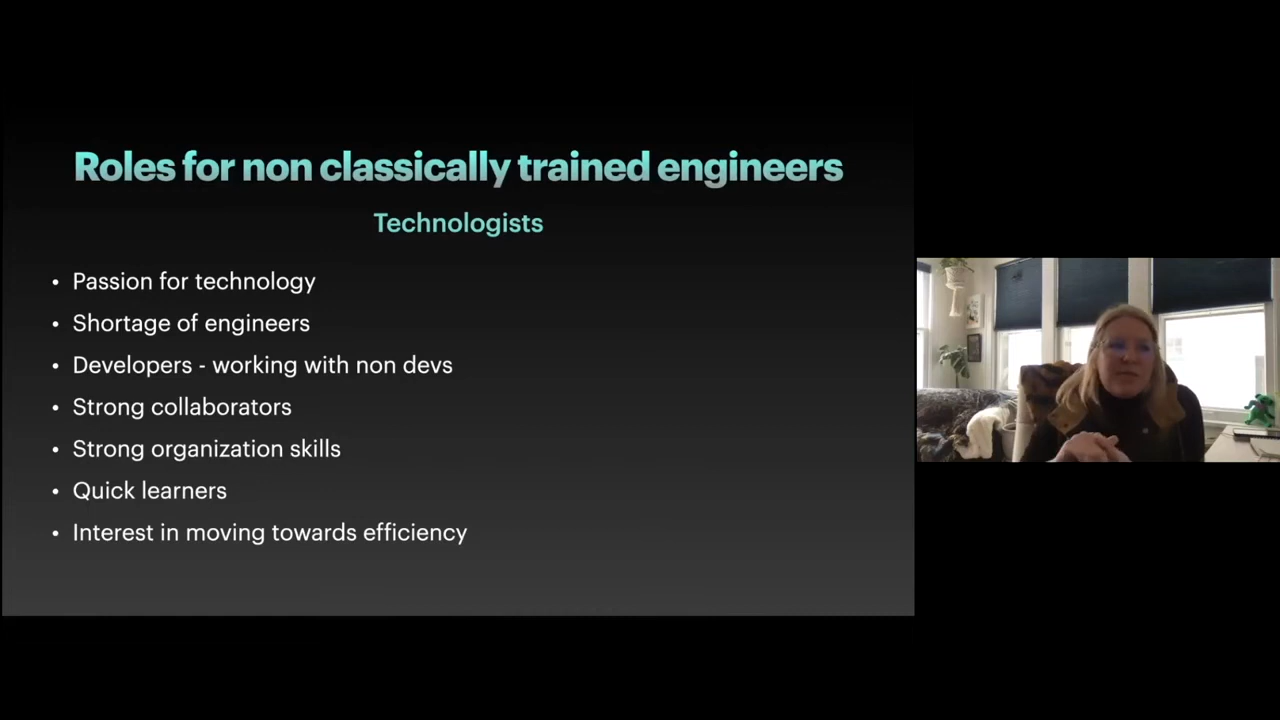 Roles for non classically trained engineers
Technologists
• Passion for technology
• Shortage of engineers
• Developers - working with non devs
• Strong collaborators
• Strong organization skills
• Quick learners
• Interest in moving towards efficiency